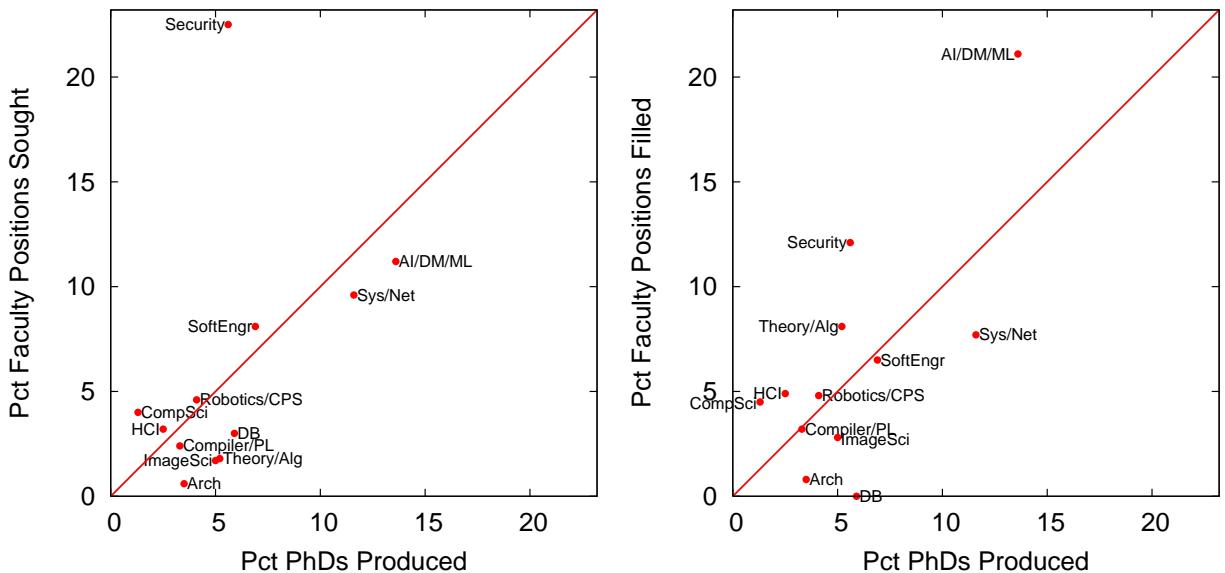 Pct Faculty Positions Sought
20
15
10
5
0
Security
AI/DM/ML
Sys/Net
SoftEngr
Robotics/CPS
CompSci
HCI
DB
Compiler/PL
ImageSci
Theory/Alg
Arch
0 5 10 15 20
Pct PhDs Produced
Pct Faculty Positions Filled
20
15
10
5
0
AI/DM/ML
Security
Theory/Alg
Sys/Net
SoftEngr
HCI
Robotics/CPS
CompSci
Compiler/PL
ImageSci
Arch
DB
0 5 10 15 20
Pct PhDs Produced